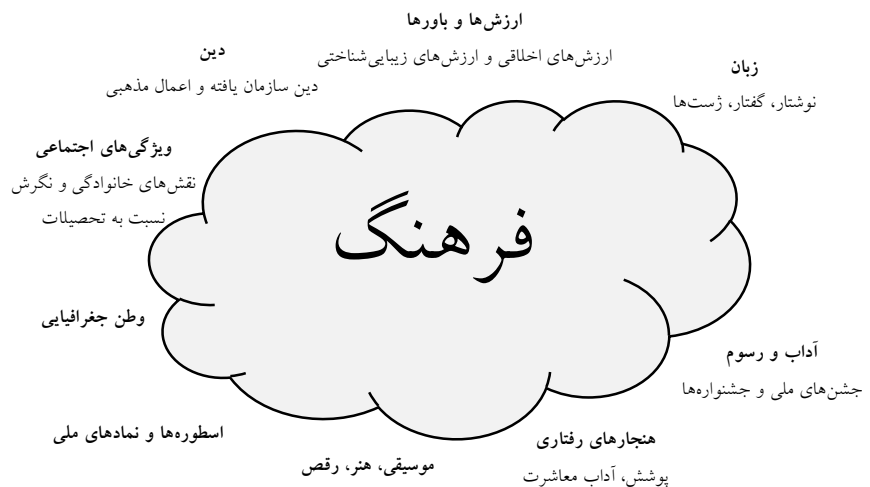 ارزش‌ها و باورها
ارزش‌های اخلاقی و ارزش‌های زیبایی‌شناختی
زبان
نوشتار، گفتار، ژست‌ها
دین
دین سازمان یافته و اعمال مذهبی
ویژگی‌های اجتماعی
نقش‌های خانوادگی و نگرش
نسبت به تحصیلات
فرهنگ
وطن جغرافیایی
آداب و رسوم
جشن‌های ملی و جشنواره‌ها
اسطوره‌ها و نمادهای ملی
هنجارهای رفتاری
پوشش، آداب معاشرت
موسیقی، هنر، رقص